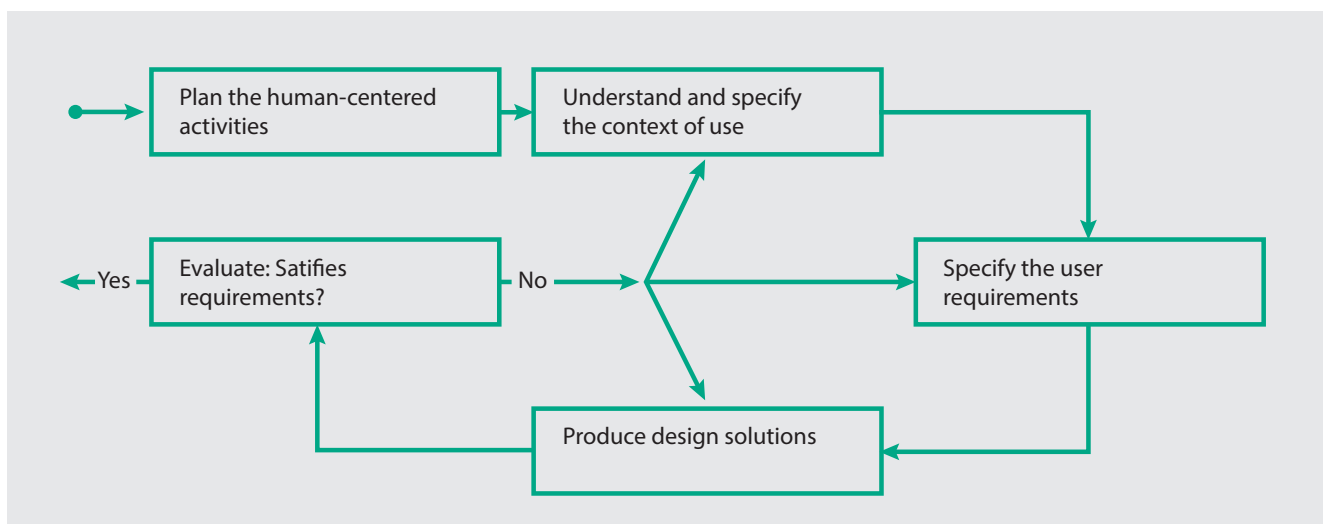 Plan the human-centered
activities
Understand and specify
the context of use
Yes
Evaluate: Satifies
requirements?
No
Specify the user
requirements
Produce design solutions